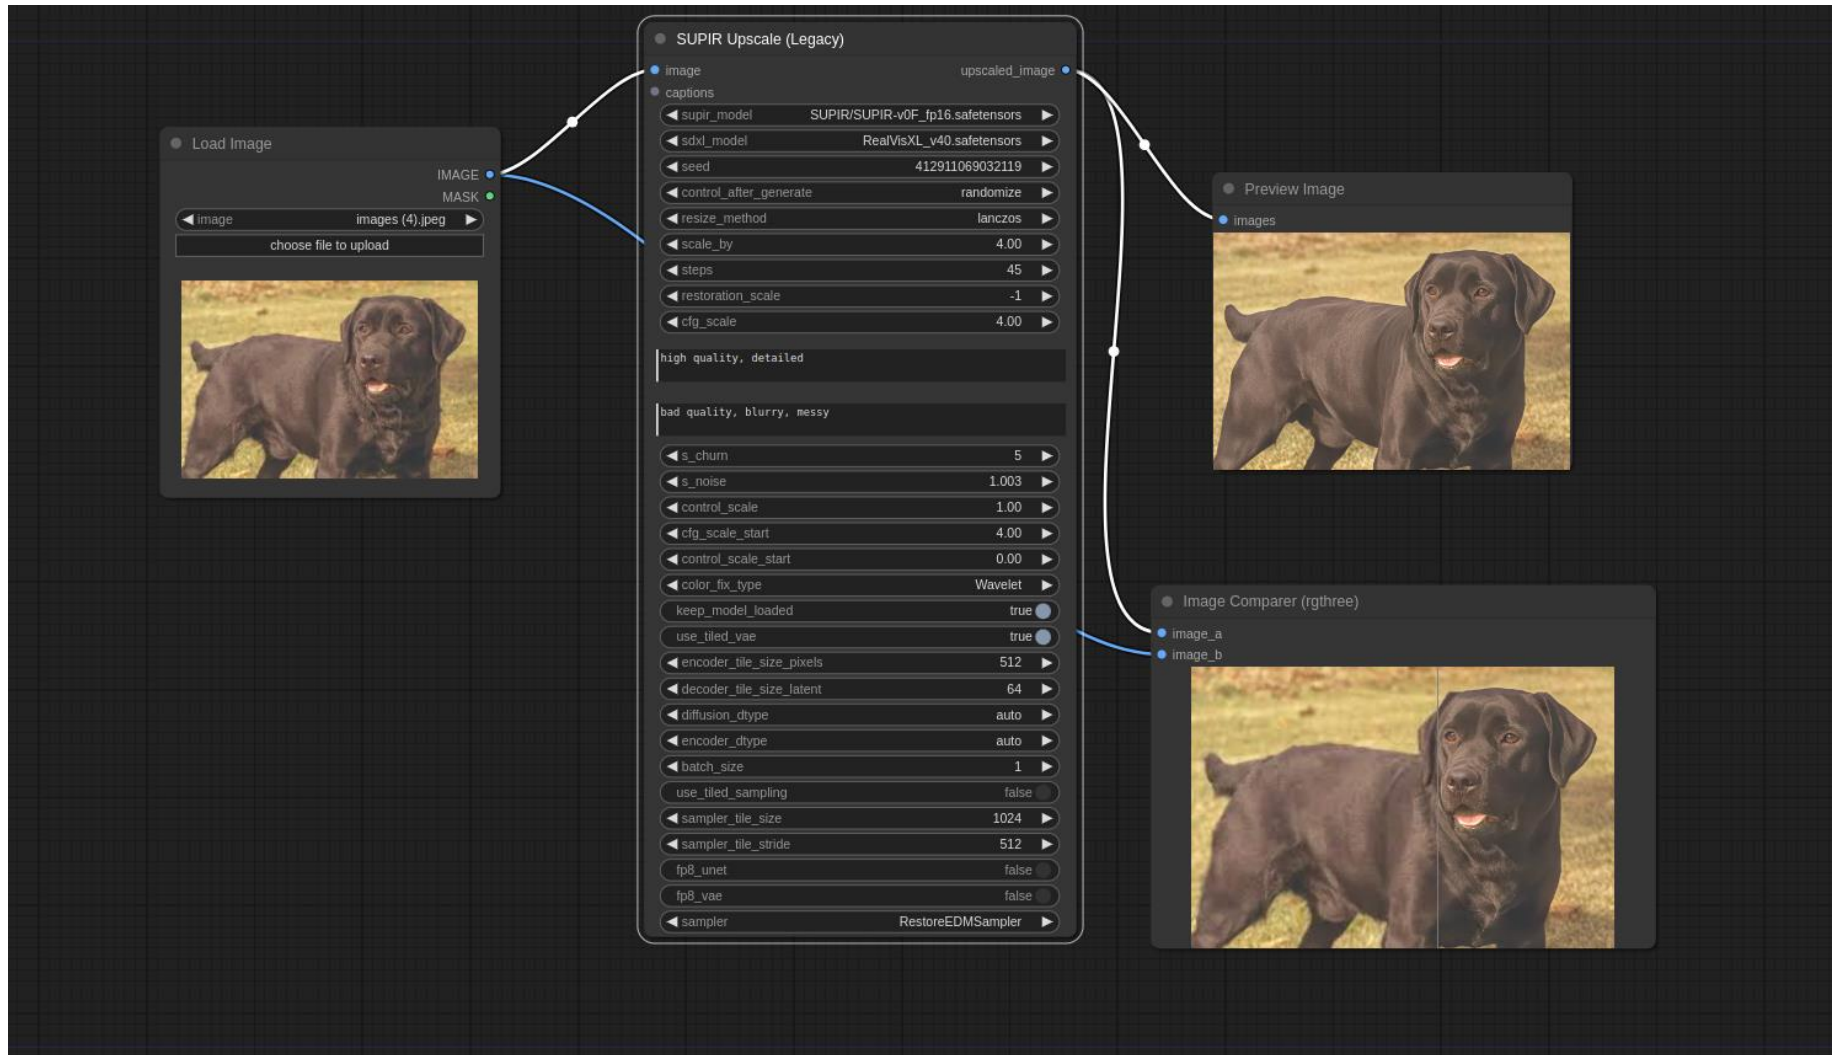 Load Image
IMAGE
MASK
image images (4).jpeg
choose file to upload
SUPIR Upscale (Legacy)
image upscaled_image
captions
supir_model SUPIR/SUPIR-v0F_fp16.safetensors
sdxl_model RealVisXL_v40.safetensors
seed 412911069032119
control_after_generate randomize
resize_method lanczos
scale_by 4.00
steps 45
restoration_scale -1
cfg_scale 4.00
high quality, detailed
bad quality, blurry, messy
s_churn 5
s_noise 1.003
control_scale 1.00
cfg_scale_start 4.00
control_scale_start 0.00
color_fix_type Wavelet
keep_model_loaded true
use_tiled_vae true
encoder_tile_size_pixels 512
decoder_tile_size_latent 64
diffusion_dtype auto
encoder_dtype auto
batch_size 1
use_tiled_sampling false
sampler_tile_size 1024
sampler_tile_stride 512
fp8_unet false
fp8_vae false
sampler RestoreEDMSampler
Preview Image
images
Image Comparer (rgthree)
image_a
image_b